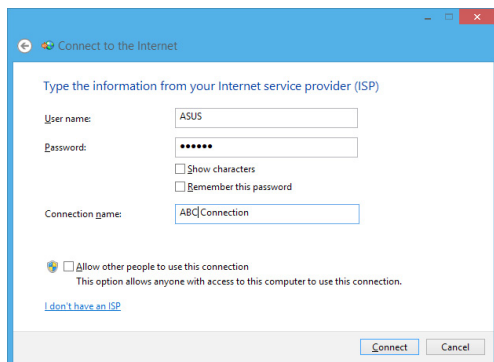 Connect to the Internet
Type the information from your Internet service provider (ISP)
User name: ASUS
Password: ••••••
Show characters
Remember this password
Connection name: ABC Connection
Allow other people to use this connection
This option allows anyone with access to this computer to use this connection.
I don't have an ISP
Connect Cancel